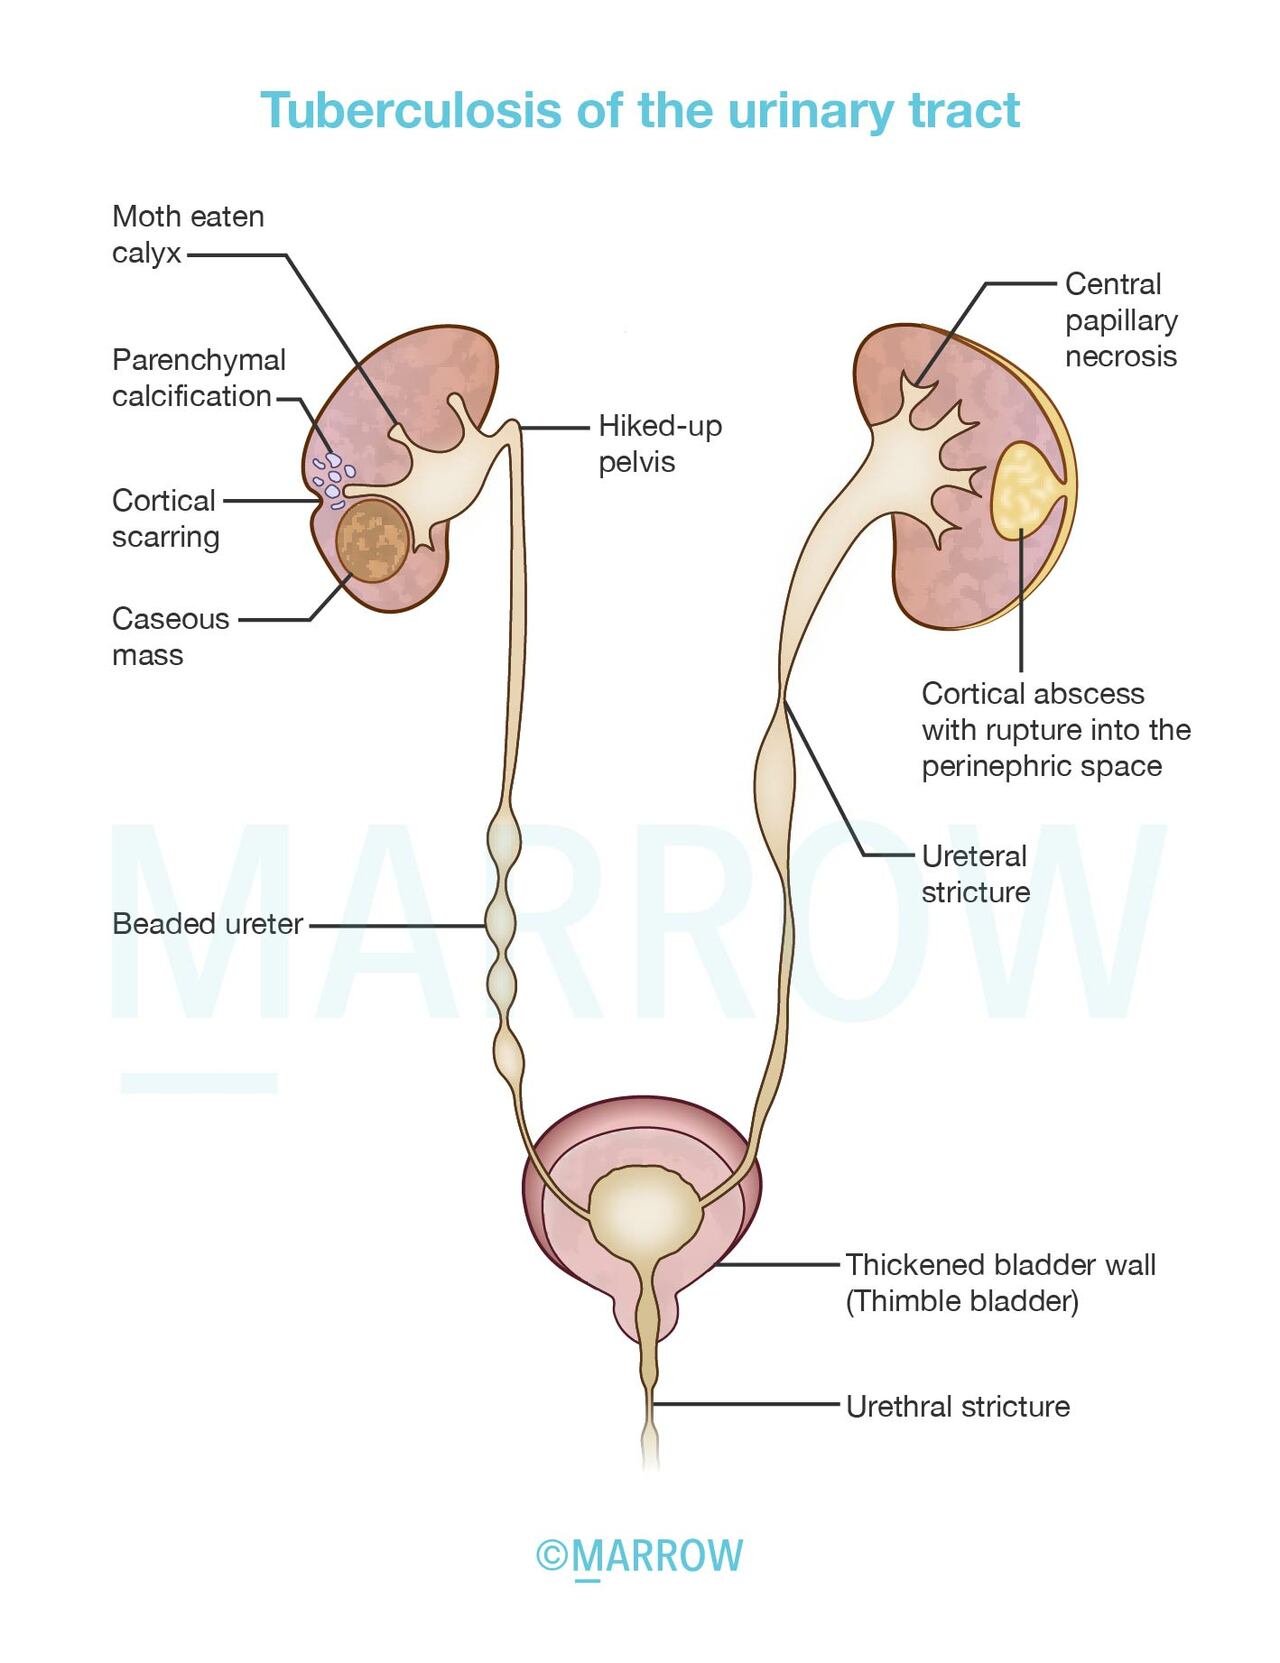 Tuberculosis of the urinary tract
Moth eaten
calyx
Parenchymal
calcification
Cortical
scarring
Caseous
mass
Hiked-up
pelvis
Central
papillary
necrosis
Cortical abscess
with rupture into the
perinephric space
Ureteral
stricture
Beaded ureter
MARROW
Thickened bladder wall
(Thimble bladder)
Urethral stricture
©MARROW